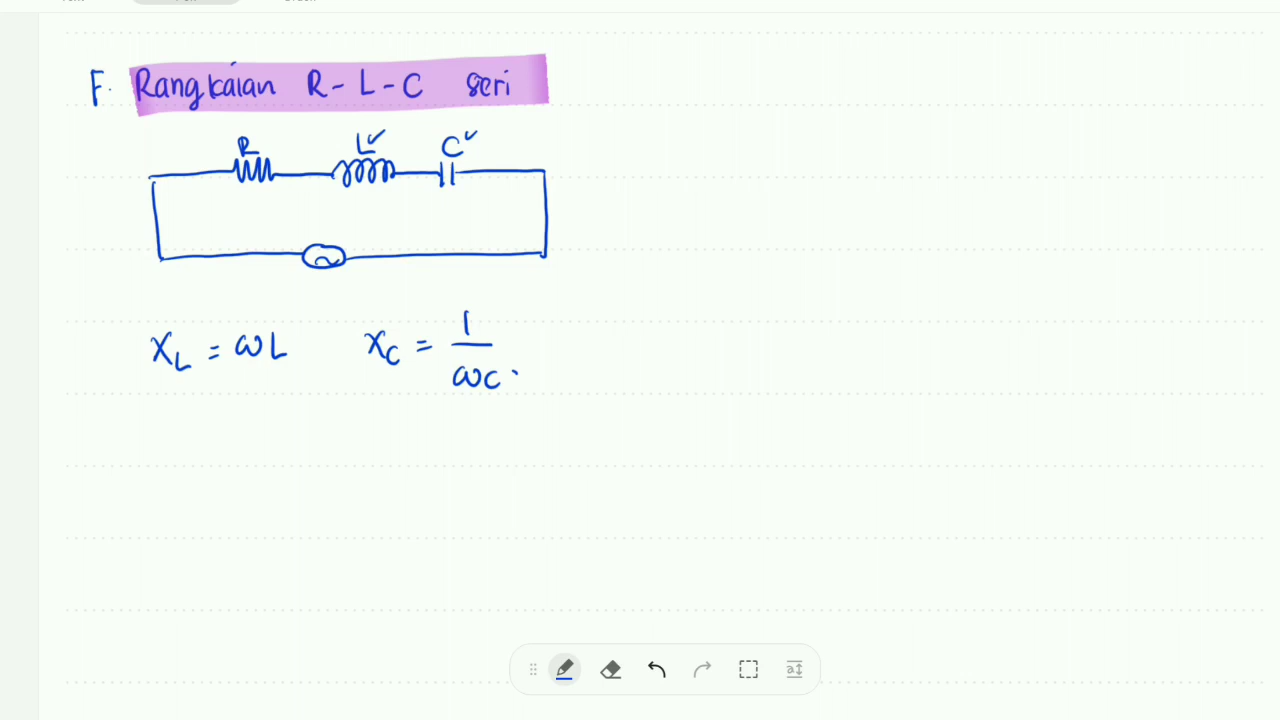 F. Rangkaian R-L-C seri
R L C
X_L = ωL X_C = 1/ωC